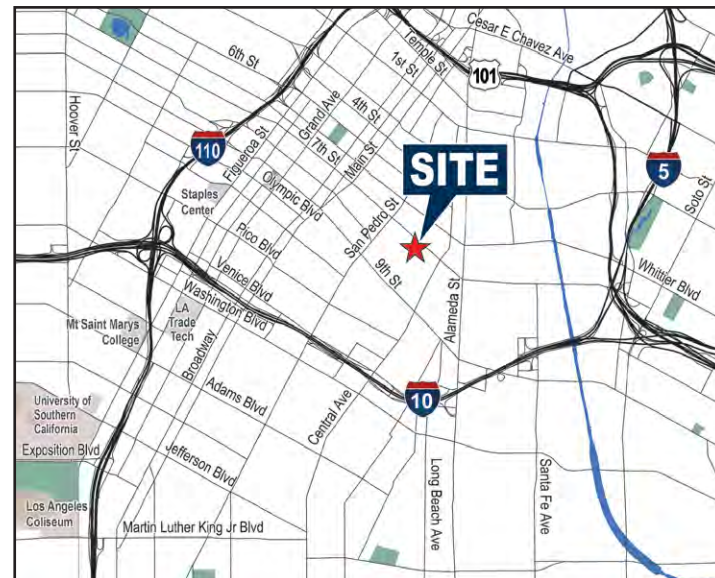 Cesar E Chavez Ave
Temple St
6th St
1st St
101
Hoover St
Grand Ave
4th St
110
Figueroa St
7th St
Main St
SITE
5
Soto St
Staples
Center
Olympic Blvd
San Pedro St
Pico Blvd
9th St
Whittier Blvd
Venice Blvd
Alameda St
Washington Blvd
LA
Trade
Tech
Mt Saint Marys
College
Broadway
10
Adams Blvd
Central Ave
University of
Southern
California
Exposition Blvd
Jefferson Blvd
Long Beach Ave
Santa Fe Ave
Los Angeles
Coliseum
Martin Luther King Jr Blvd